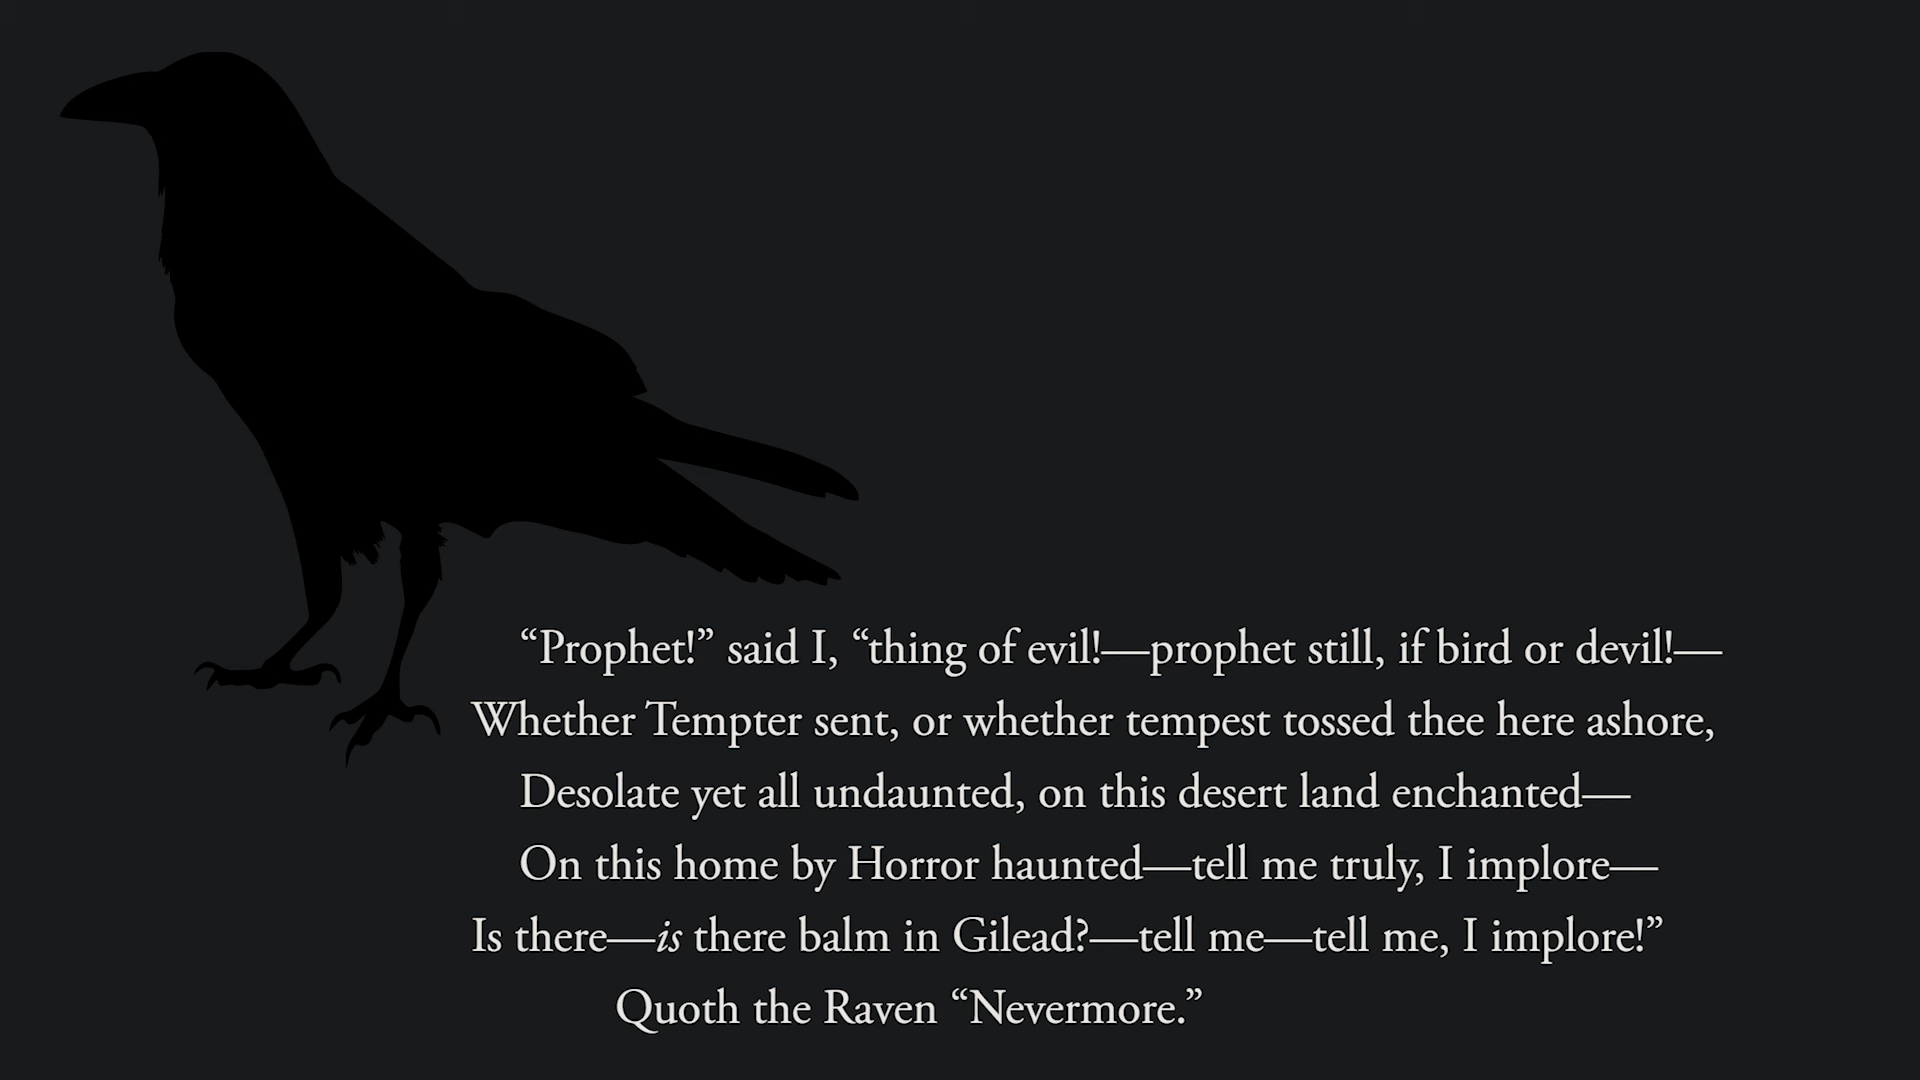 “Prophet!” said I, “thing of evil!—prophet still, if bird or devil!—
Whether Tempter sent, or whether tempest tossed thee here ashore,
Desolate yet all undaunted, on this desert land enchanted—
On this home by Horror haunted—tell me truly, I implore—
Is there—is there balm in Gilead?—tell me—tell me, I implore!”
Quoth the Raven “Nevermore.”